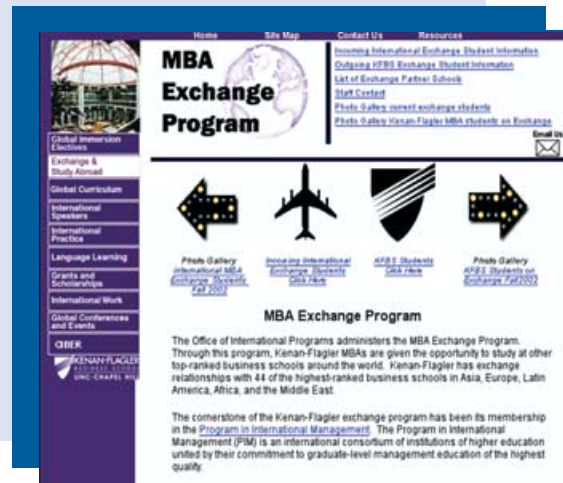 Home Site Map Contact Us Resources
MBA
Exchange
Program
Incoming International Exchange Student Information
Outgoing KFBS Exchange Student Information
List of Exchange Partner Schools
Staff Contact
Photo Gallery current exchange students
Photo Gallery Kenan-Flagler MBA students on Exchange
Email Us
Global Immersion
Electives
Exchange &
Study Abroad
Global Curriculum
International
Speakers
International
Practica
Language Learning
Grants and
Scholarships
International Work
Global Conferences
and Events
CIBER
KENAN-FLAGLER
BUSINESS SCHOOL
UNC-CHAPEL HILL
Photo Gallery
International MBA
Exchange Students
Fall 2002
Incoming International
Exchange Students
Click Here
KFBS Students
Click Here
Photo Gallery
KFBS Students on
Exchange Fall2002
MBA Exchange Program
The Office of International Programs administers the MBA Exchange Program.
Through this program, Kenan-Flagler MBAs are given the opportunity to study at other
top-ranked business schools around the world. Kenan-Flagler has exchange
relationships with 44 of the highest-ranked business schools in Asia, Europe, Latin
America, Africa, and the Middle East.
The cornerstone of the Kenan-Flagler exchange program has been its membership
in the Program in International Management. The Program in International
Management (PIM) is an international consortium of institutions of higher education
united by their commitment to graduate-level management education of the highest
quality.